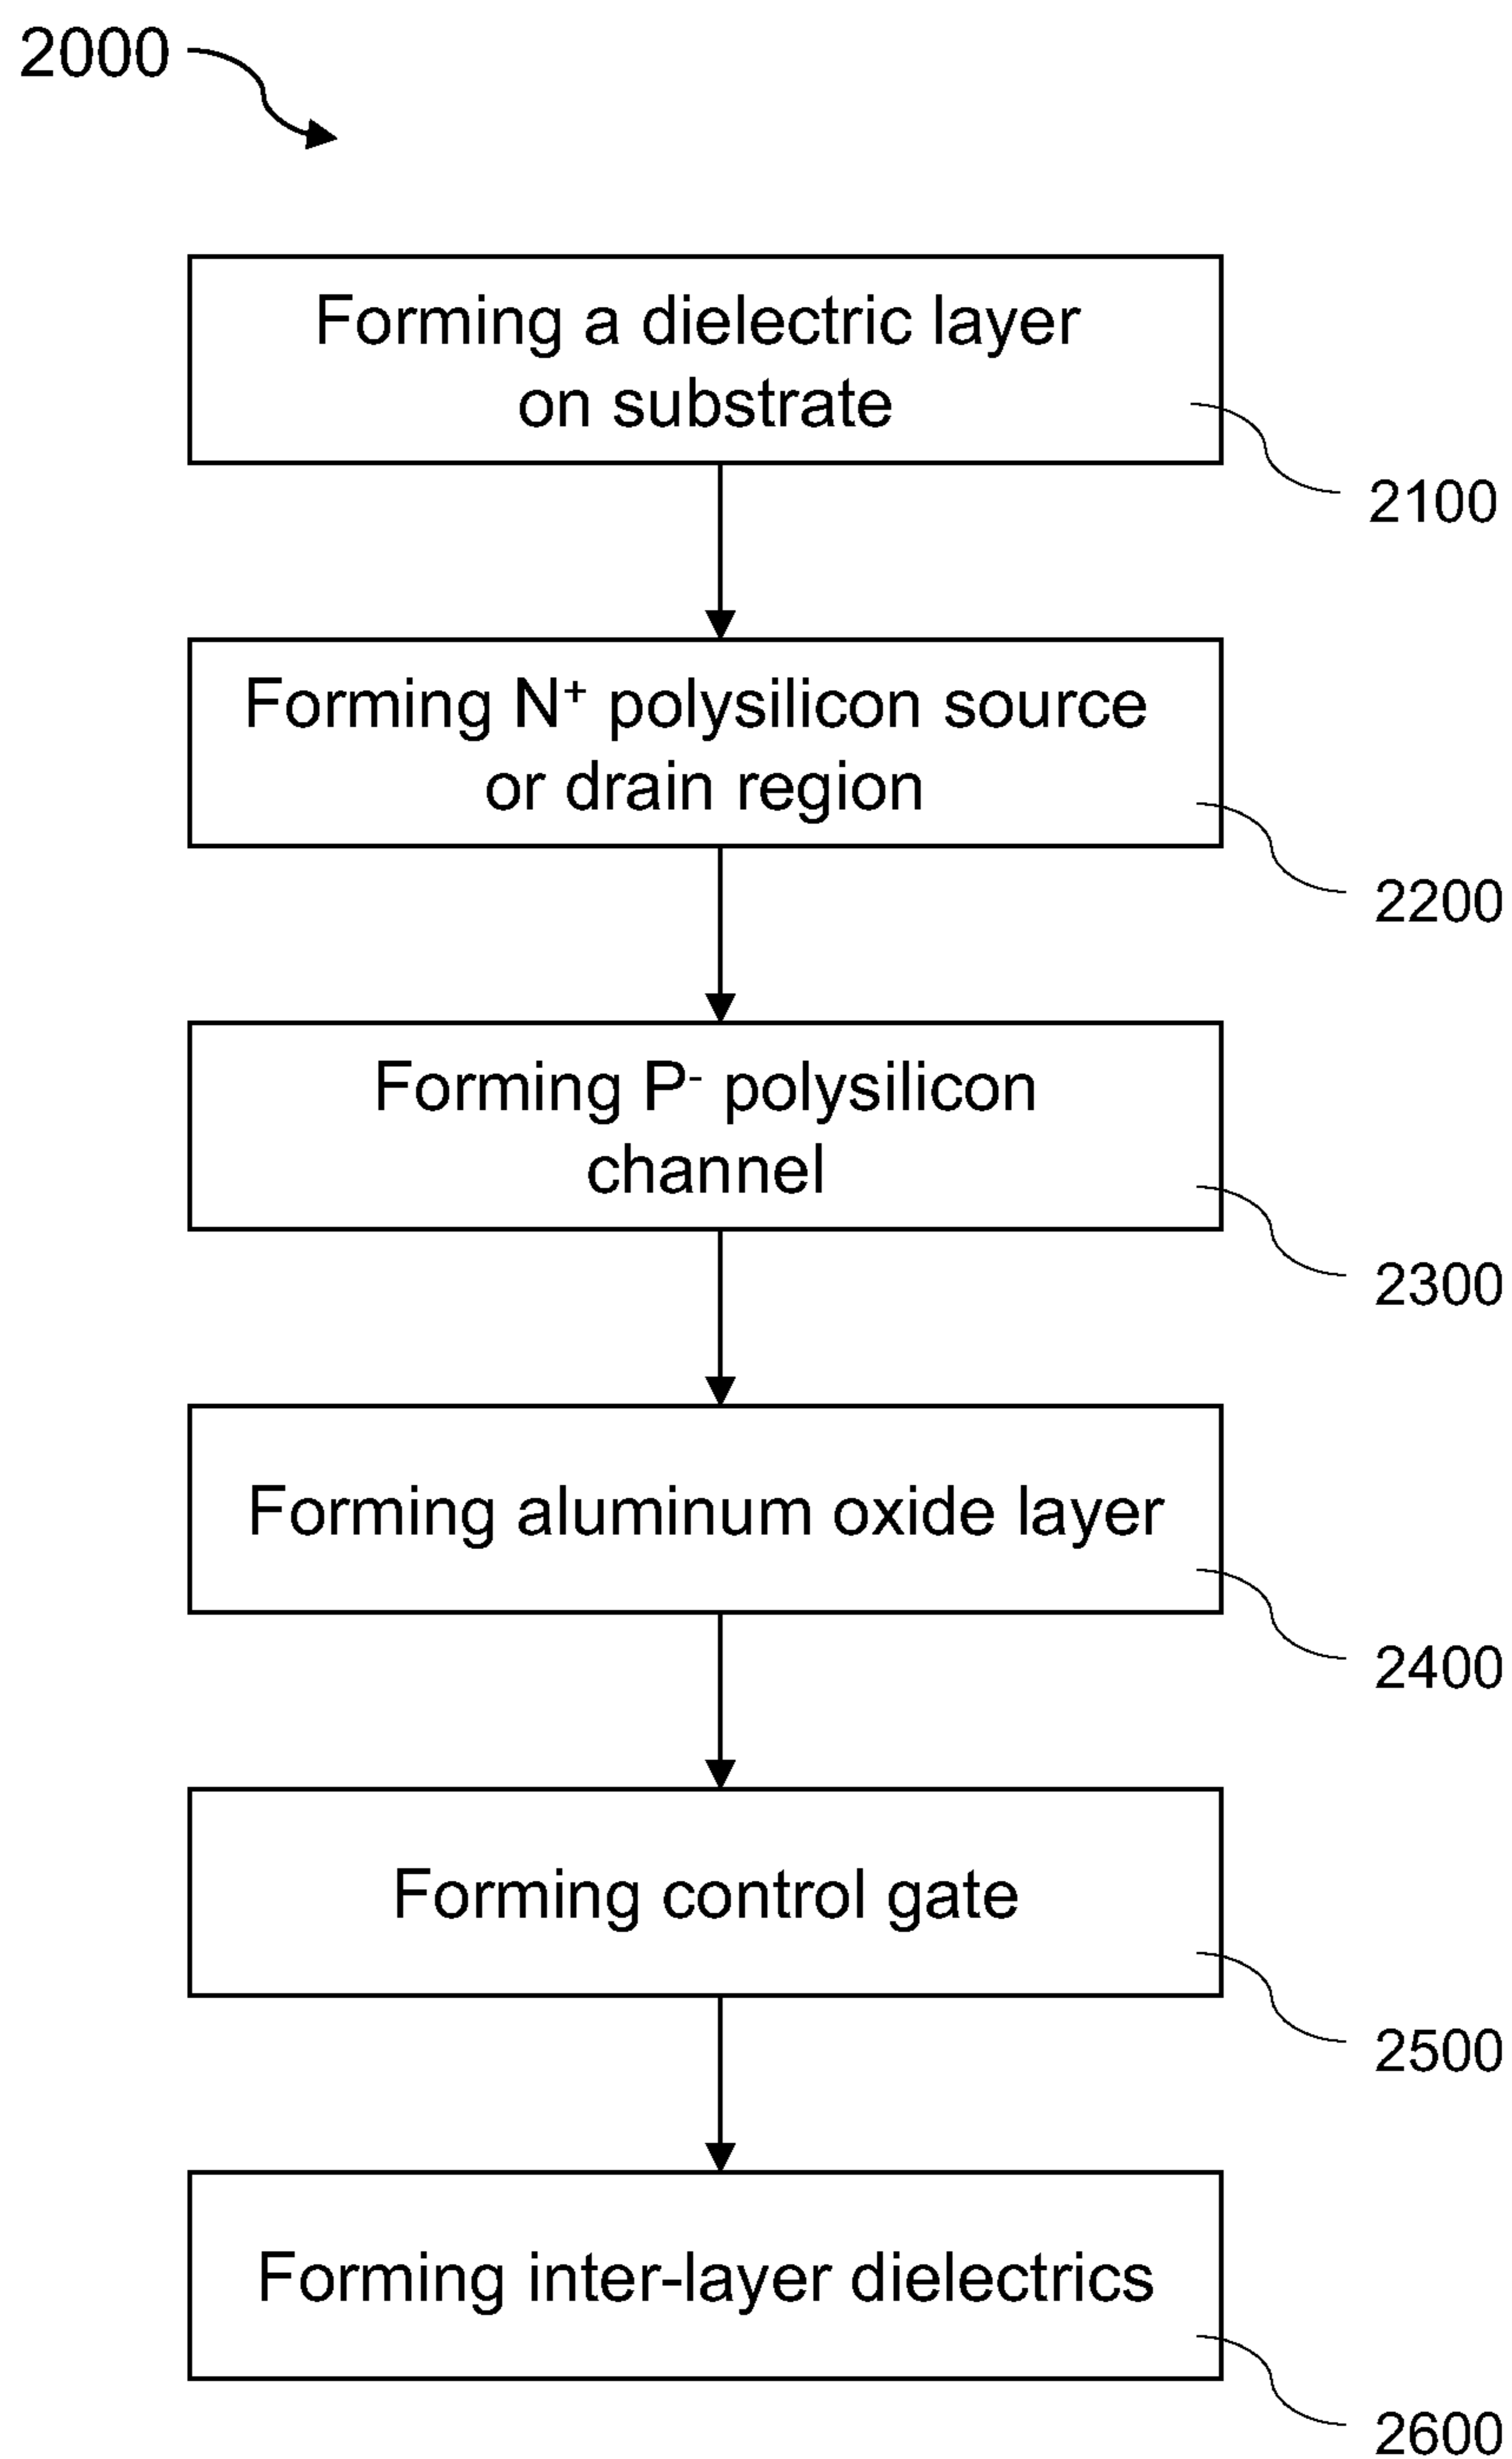 2000
Forming a dielectric layer
on substrate
2100
Forming N⁺ polysilicon source
or drain region
2200
Forming P⁻ polysilicon
channel
2300
Forming aluminum oxide layer
2400
Forming control gate
2500
Forming inter-layer dielectrics
2600